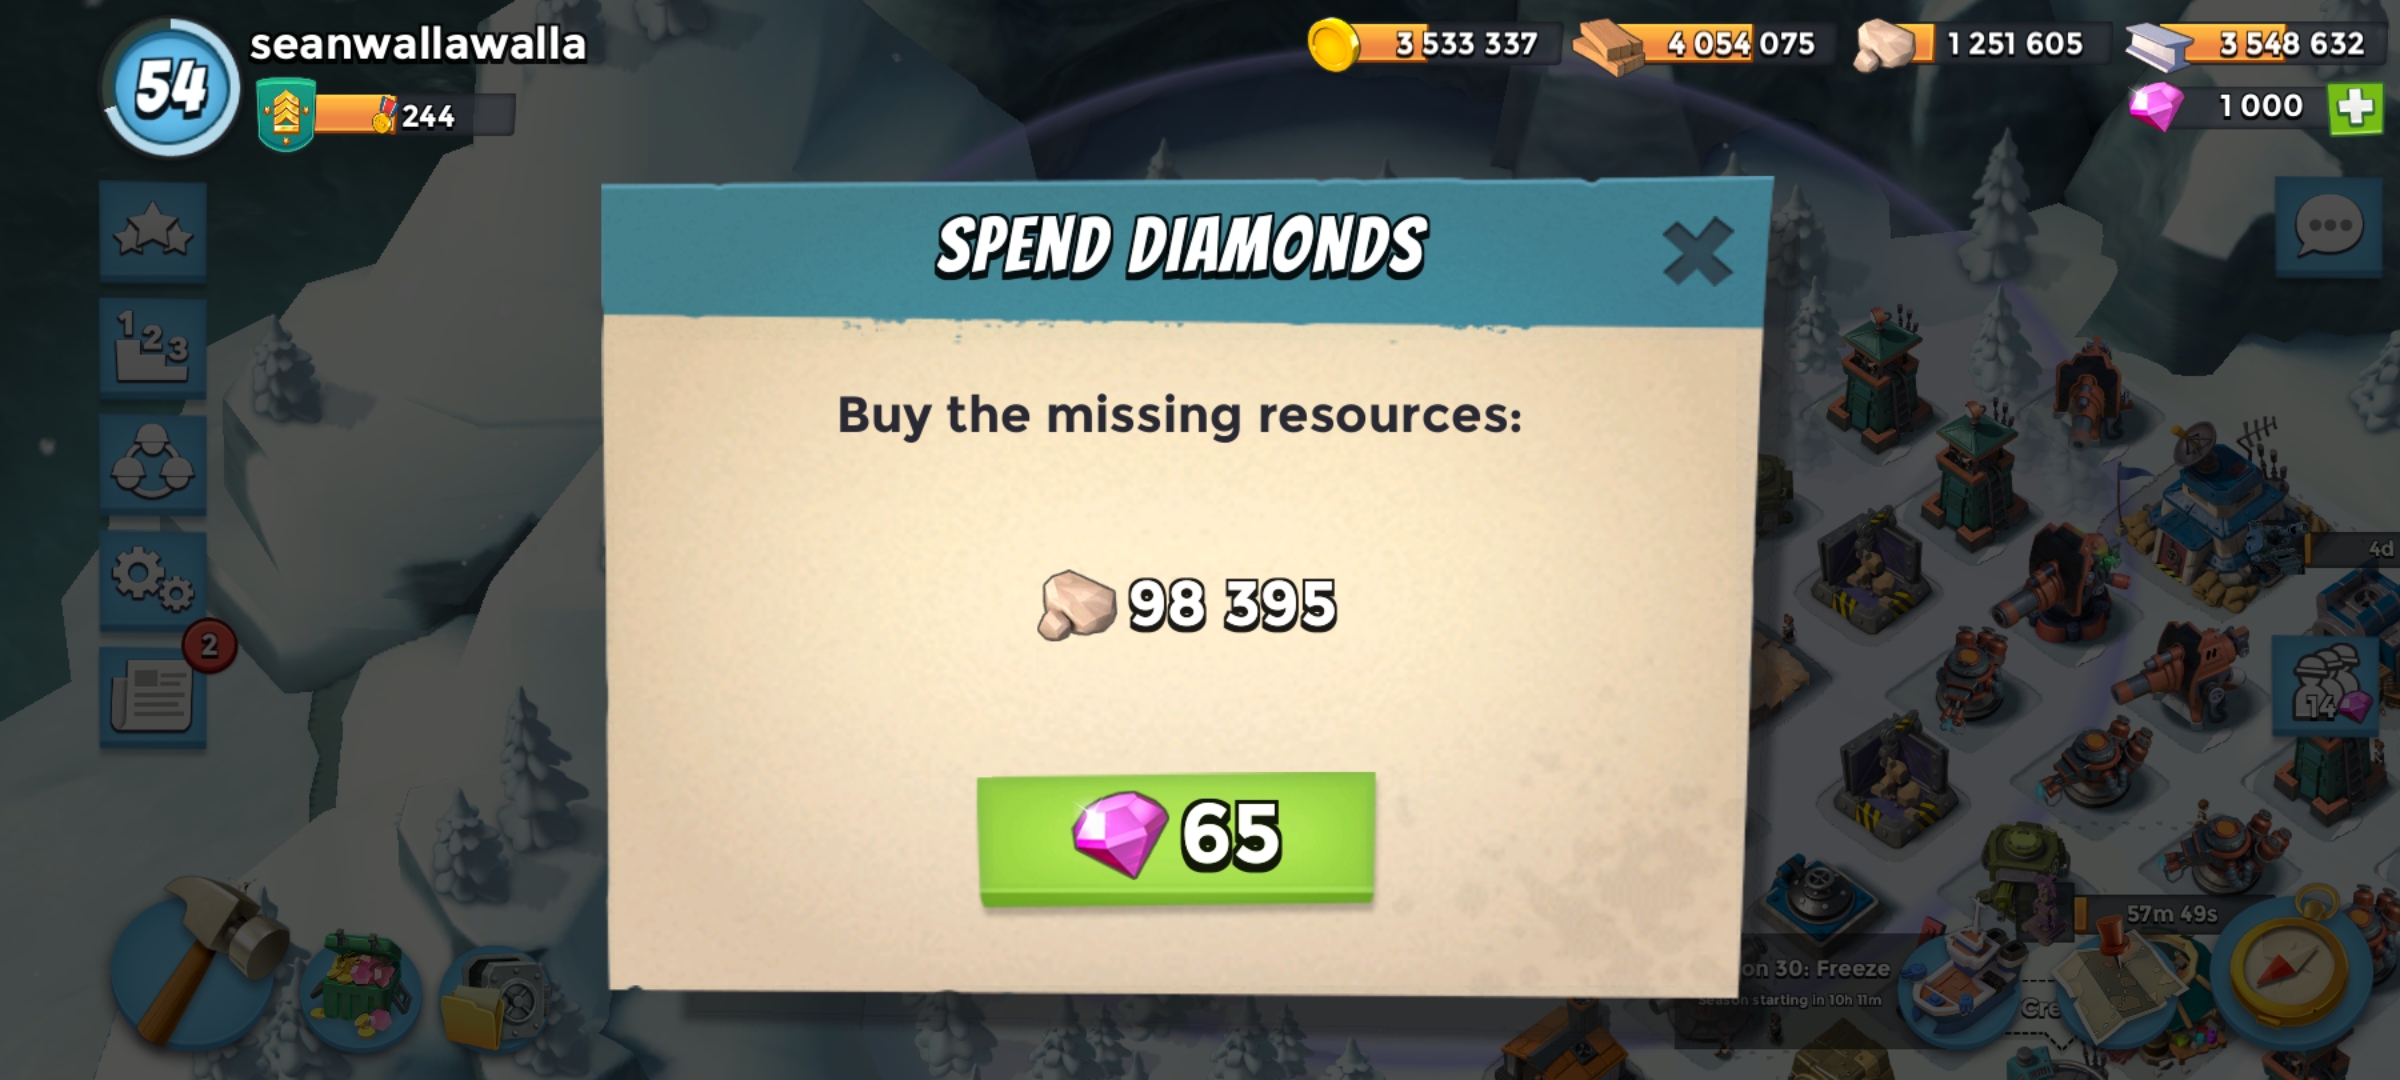 54
seanwallawalla
244
3 533 337
4 054 075
1 251 605
3 548 632
1 000
SPEND DIAMONDS
Buy the missing resources:
98 395
65
1 2 3
2
4d
14
57m 49s
on 30: Freeze
Season starting in 10h 11m
Cre